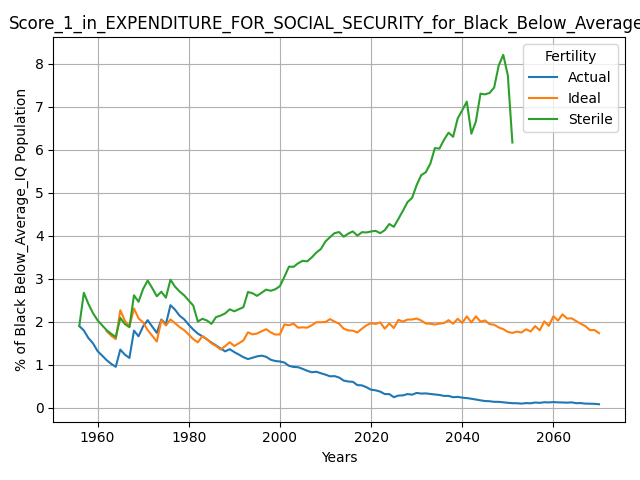 Score_1_in_EXPENDITURE_FOR_SOCIAL_SECURITY_for_Black_Below_Average
% of Black Below_Average_IQ Population
8
7
6
5
4
3
2
1
0
Fertility
Actual
Ideal
Sterile
1960 1980 2000 2020 2040 2060
Years